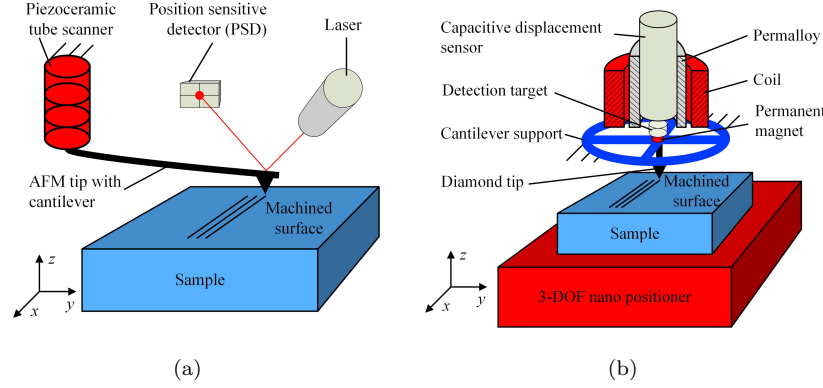 Piezoceramic
tube scanner
Position sensitive
detector (PSD)
Laser
AFM tip with
cantilever
Machined
surface
Sample
z
y
x
(a)
Capacitive displacement
sensor
Permalloy
Coil
Detection target
Permanent
magnet
Cantilever support
Diamond tip
Machined
surface
Sample
3-DOF nano positioner
z
y
x
(b)